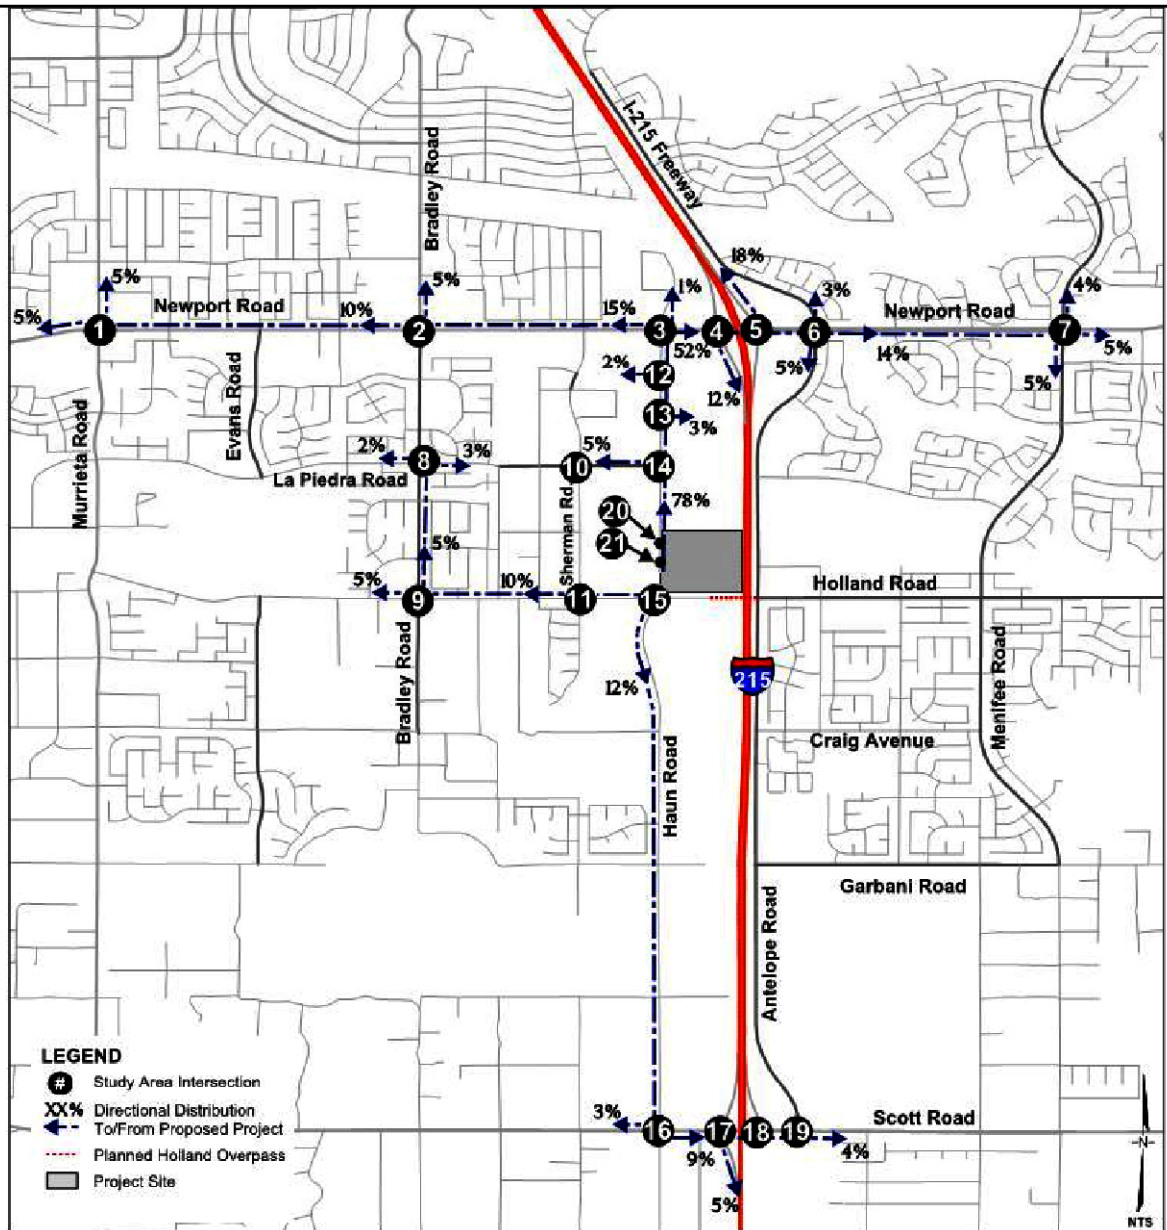 Bradley Road
I-215 Freeway
18%
5%
5%
1%
3%
4%
5%
Newport Road
10%
15%
Newport Road
1
2
3
4
5
6
7
52%
14%
5%
2%
12
5%
5%
12%
Evans Road
13
3%
Murrieta Road
2%
8
3%
5%
10
14
La Piedra Road
78%
20
Sherman Rd
21
5%
5%
10%
Holland Road
9
11
15
Bradley Road
215
12%
Menifee Road
Craig Avenue
Haun Road
Garbani Road
Antelope Road
LEGEND
# Study Area Intersection
XX% Directional Distribution
To/From Proposed Project
Planned Holland Overpass
Project Site
3%
Scott Road
16
17
18
19
9%
4%
5%
-N-
NTS